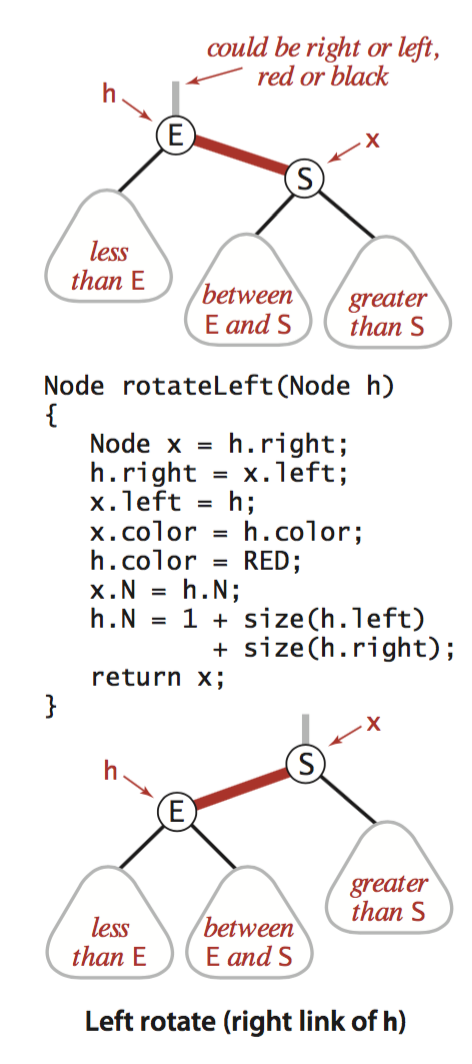 could be right or left,
red or black
h
E
x
S
less
than E
between
E and S
greater
than S
Node rotateLeft(Node h)
{
Node x = h.right;
h.right = x.left;
x.left = h;
x.color = h.color;
h.color = RED;
x.N = h.N;
h.N = 1 + size(h.left)
+ size(h.right);
return x;
}
x
S
h
E
greater
than S
less
than E
between
E and S
Left rotate (right link of h)